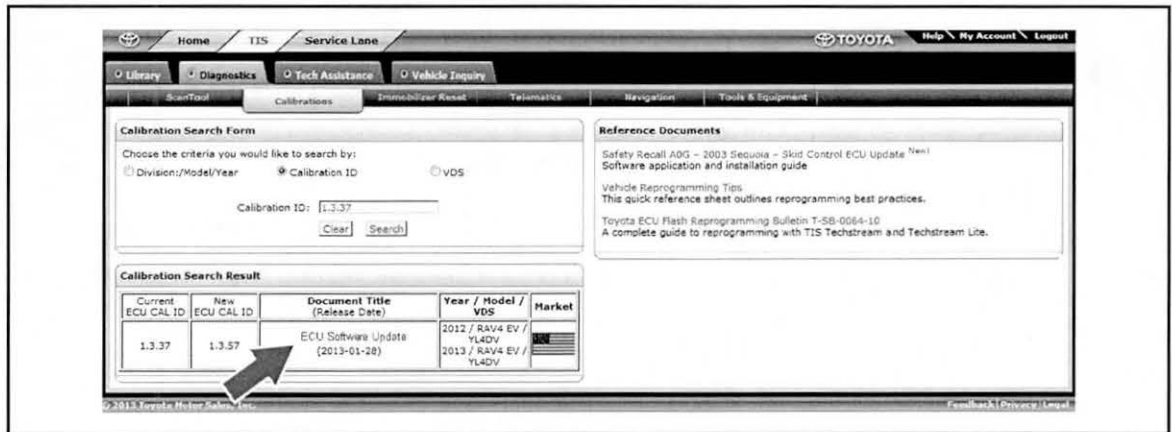 Home TIS Service Lane
TOYOTA Help My Account Logout
Library Diagnostics Tech Assistance Vehicle Inquiry
ScanTool Calibrations Immobilizer Reset Telematics Navigation Tools & Equipment
Calibration Search Form
Choose the criteria you would like to search by:
Division:/Model/Year Calibration ID VDS
Calibration ID: 1.3.37
Clear Search
Reference Documents
Safety Recall A0G - 2003 Sequoia - Skid Control ECU Update New!
Software application and installation guide
Vehicle Reprogramming Tips
This quick reference sheet outlines reprogramming best practices.
Toyota ECU Flash Reprogramming Bulletin T-SB-0064-10
A complete guide to reprogramming with TIS Techstream and Techstream Lite.
Calibration Search Result
Current ECU CAL ID
New ECU CAL ID
Document Title
(Release Date)
Year / Model /
VDS
Market
1.3.37
1.3.57
ECU Software Update
(2013-01-28)
2012 / RAV4 EV /
YL4DV
2013 / RAV4 EV /
YL4DV
© 2013 Toyota Motor Sales, Inc.
Feedback | Privacy | Legal